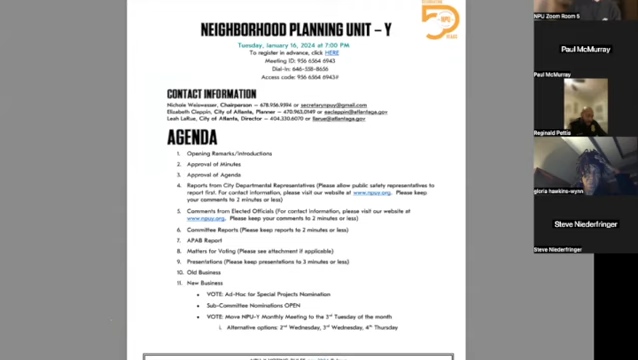 NEIGHBORHOOD PLANNING UNIT – Y
Tuesday, January 16, 2024 at 7:00 PM
To register in advance, click HERE
Meeting ID: 956 6564 6943
Dial-in: 646-558-8656
Access code: 956 6564 6943#
CONTACT INFORMATION
Nichole Weiswasser, Chairperson – 678.956.9394 or secretarynpuy@gmail.com
Elizabeth Clappin, City of Atlanta, Planner – 470.963.0149 or eaclappin@atlantaga.gov
Leah LaRue, City of Atlanta, Director – 404.330.6070 or llarue@atlantaga.gov
AGENDA
1. Opening Remarks/Introductions
2. Approval of Minutes
3. Approval of Agenda
4. Reports from City Departmental Representatives (Please allow public safety representatives to
report first. For contact information, please visit our website at www.npuy.org. Please keep
your comments to 2 minutes or less)
5. Comments from Elected Officials (For contact information, please visit our website at
www.npuy.org. Please keep your comments to 2 minutes or less)
6. Committee Reports (Please keep reports to 2 minutes or less)
7. APAB Report
8. Matters for Voting (Please see attachment if applicable)
9. Presentations (Please keep presentations to 3 minutes or less)
10. Old Business
11. New Business
• VOTE: Ad-Hoc for Special Projects Nomination
• Sub-Committee Nominations OPEN
• VOTE: Move NPU-Y Monthly Meeting to the 3rd Tuesday of the month
i. Alternative options: 2nd Wednesday, 3rd Wednesday, 4th Thursday
NPU Zoom Room 5
Paul McMurray
Paul McMurray
Reginald Pettis
gloria hawkins-wynn
Steve Niederfringer
Steve Niederfringer